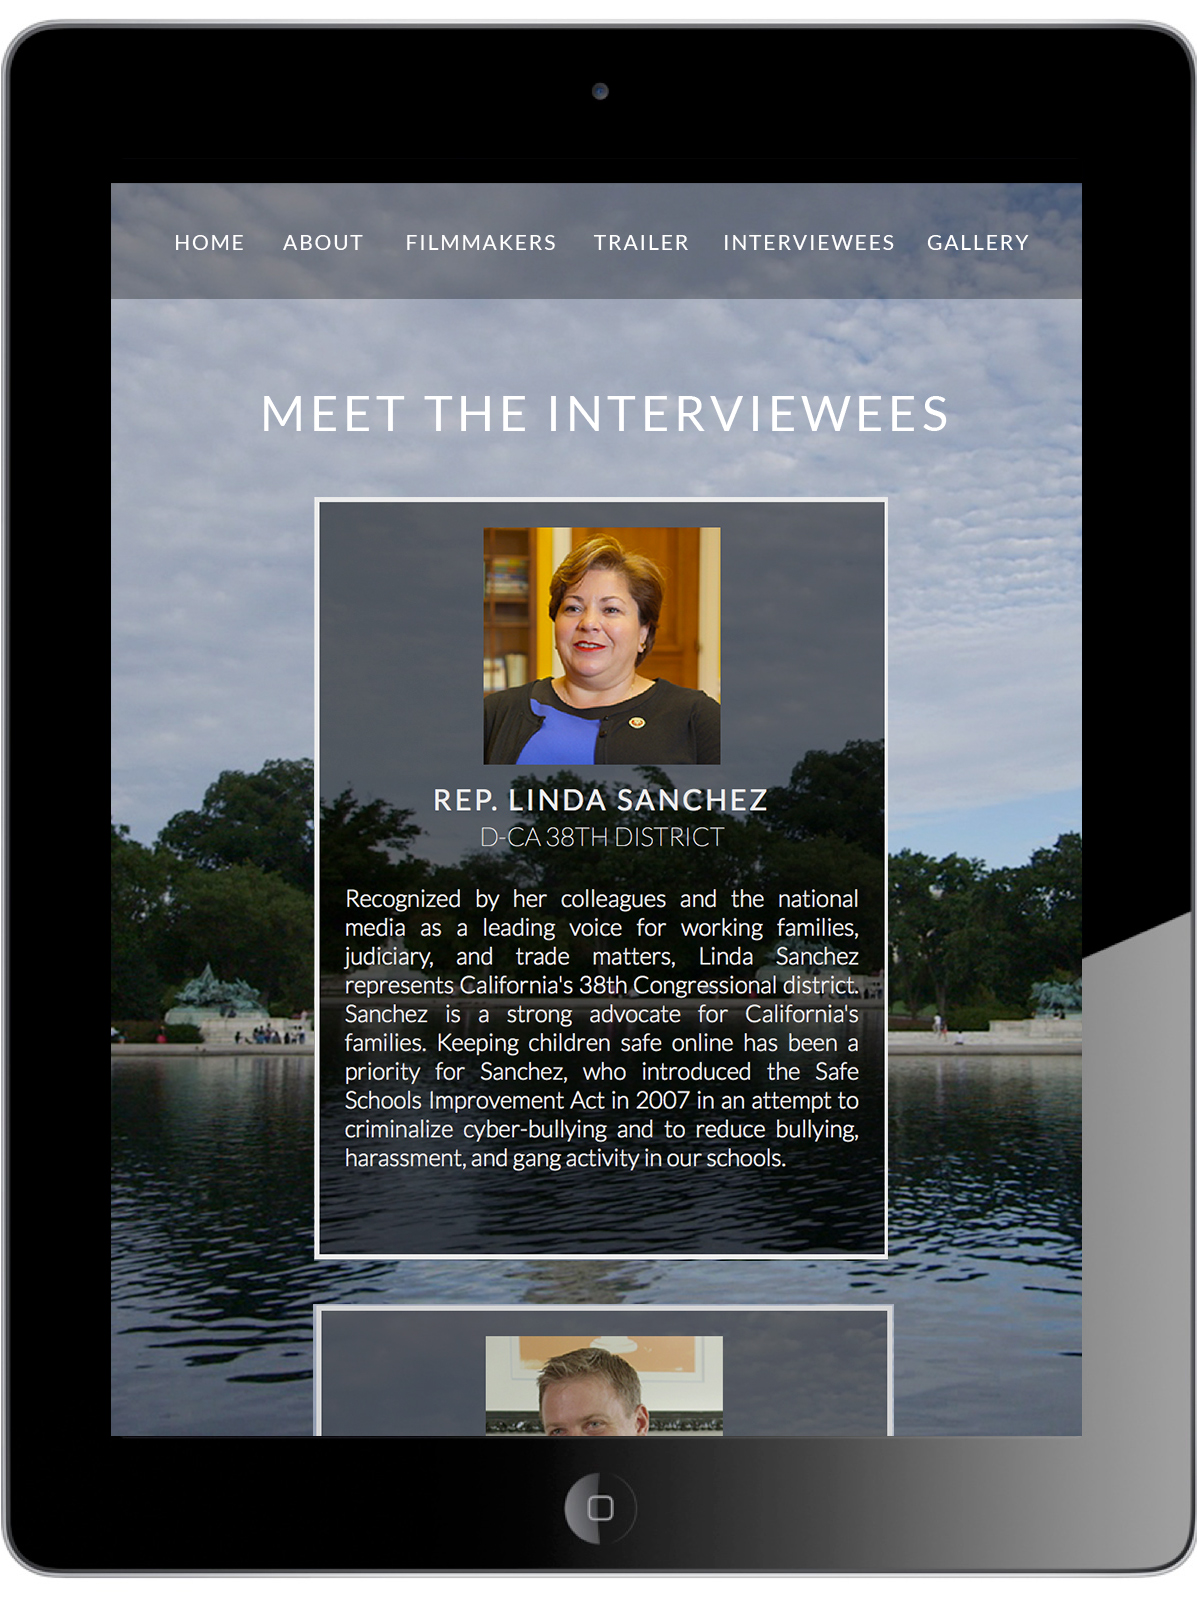 HOME ABOUT FILMMAKERS TRAILER INTERVIEWEES GALLERY
MEET THE INTERVIEWEES
REP. LINDA SANCHEZ
D-CA 38TH DISTRICT
Recognized by her colleagues and the national
media as a leading voice for working families,
judiciary, and trade matters, Linda Sanchez
represents California's 38th Congressional district.
Sanchez is a strong advocate for California's
families. Keeping children safe online has been a
priority for Sanchez, who introduced the Safe
Schools Improvement Act in 2007 in an attempt to
criminalize cyber-bullying and to reduce bullying,
harassment, and gang activity in our schools.